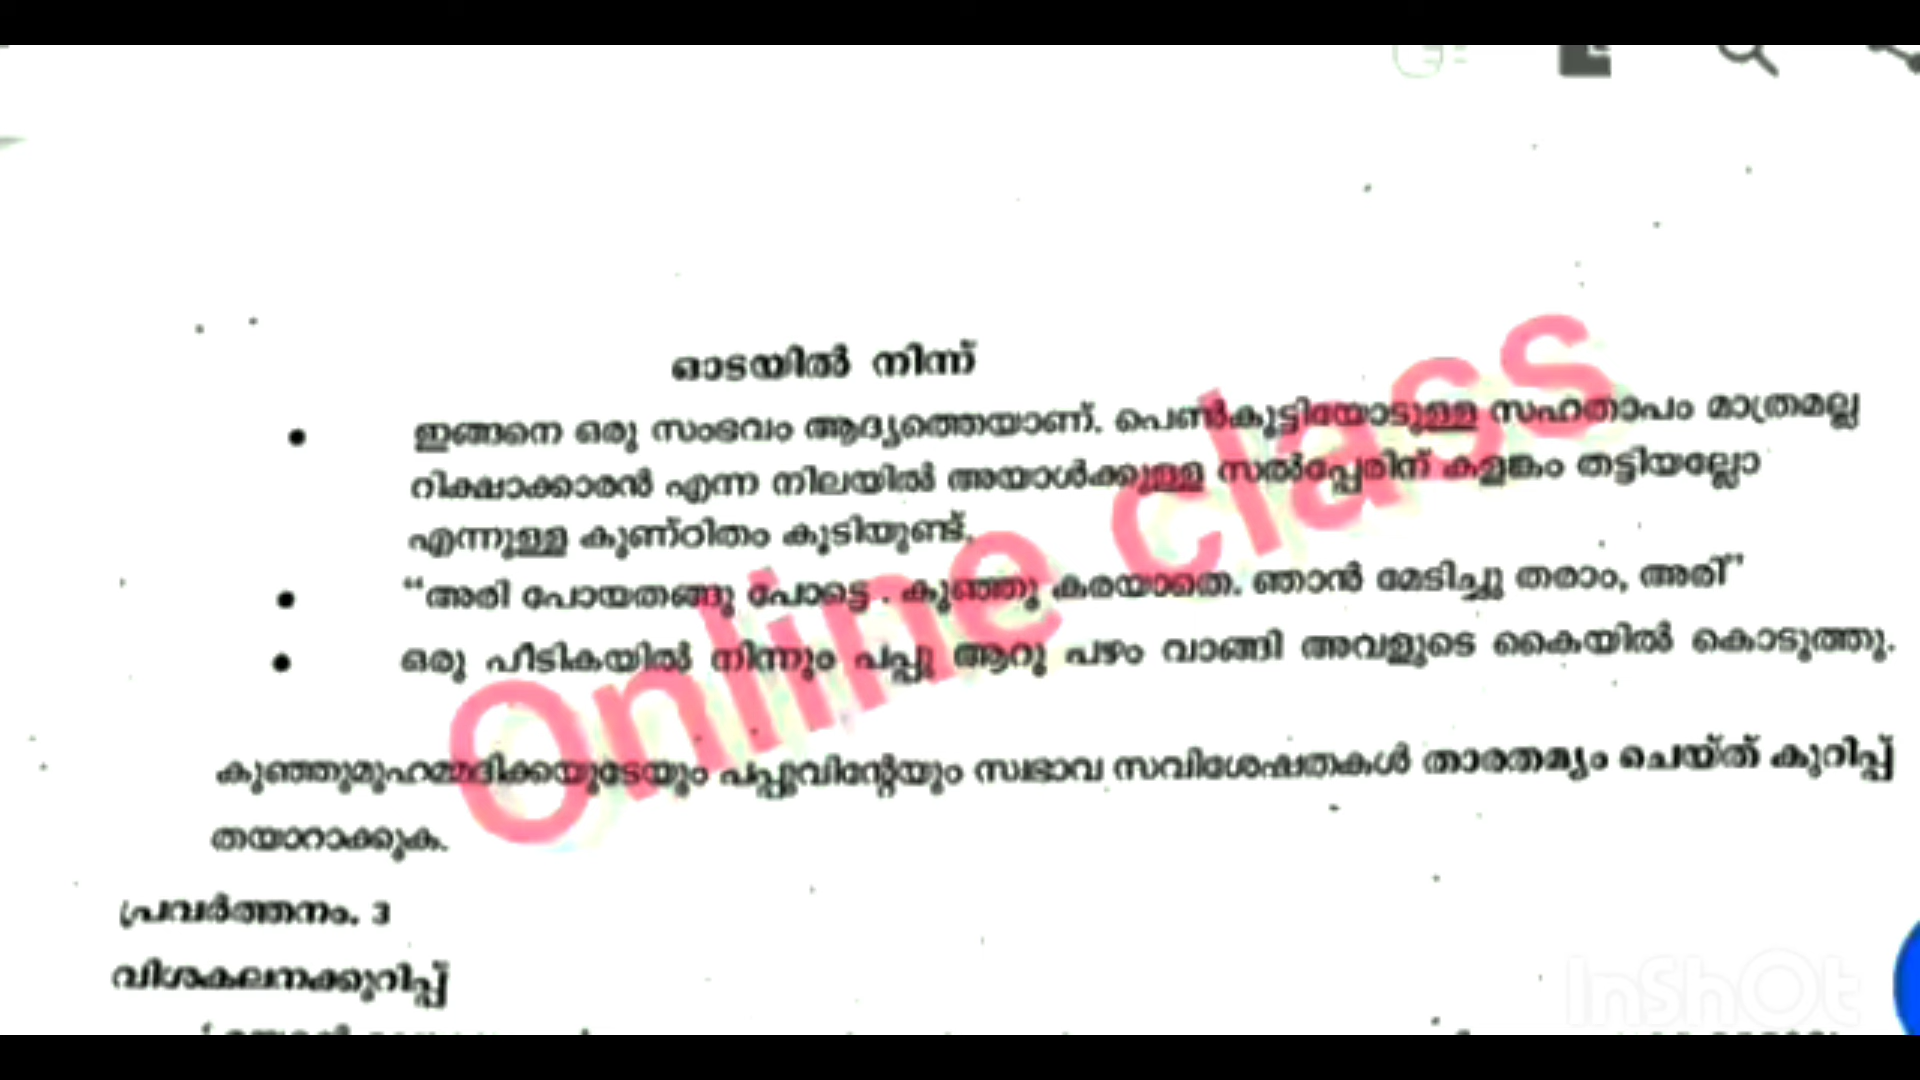 ഓടയിൽ നിന്ന്
• ഇങ്ങനെ ഒരു സംഭവം ആദ്യത്തെയാണ്. പെൺകുട്ടിയോടുള്ള സഹതാപം മാത്രമല്ല
റിക്ഷാക്കാരൻ എന്ന നിലയിൽ അയാൾക്കുള്ള സൽപ്പേരിന് കളങ്കം തട്ടിയല്ലോ
എന്നുള്ള കുണ്ഠിതം കൂടിയുണ്ട്.
• “അരി പോയതങ്ങു പോട്ടെ . കുഞ്ഞു കരയാതെ. ഞാൻ മേടിച്ചു തരാം, അരി”
• ഒരു പീടികയിൽ നിന്നും പപ്പു ആറു പഴം വാങ്ങി അവളുടെ കൈയിൽ കൊടുത്തു.
കുഞ്ഞുമുഹമ്മദിക്കയുടേയും പപ്പുവിന്റേയും സ്വഭാവ സവിശേഷതകൾ താരതമ്യം ചെയ്ത് കുറിപ്പ്
തയാറാക്കുക.
പ്രവർത്തനം. 3
വിശകലനക്കുറിപ്പ്
Online class
InShOt